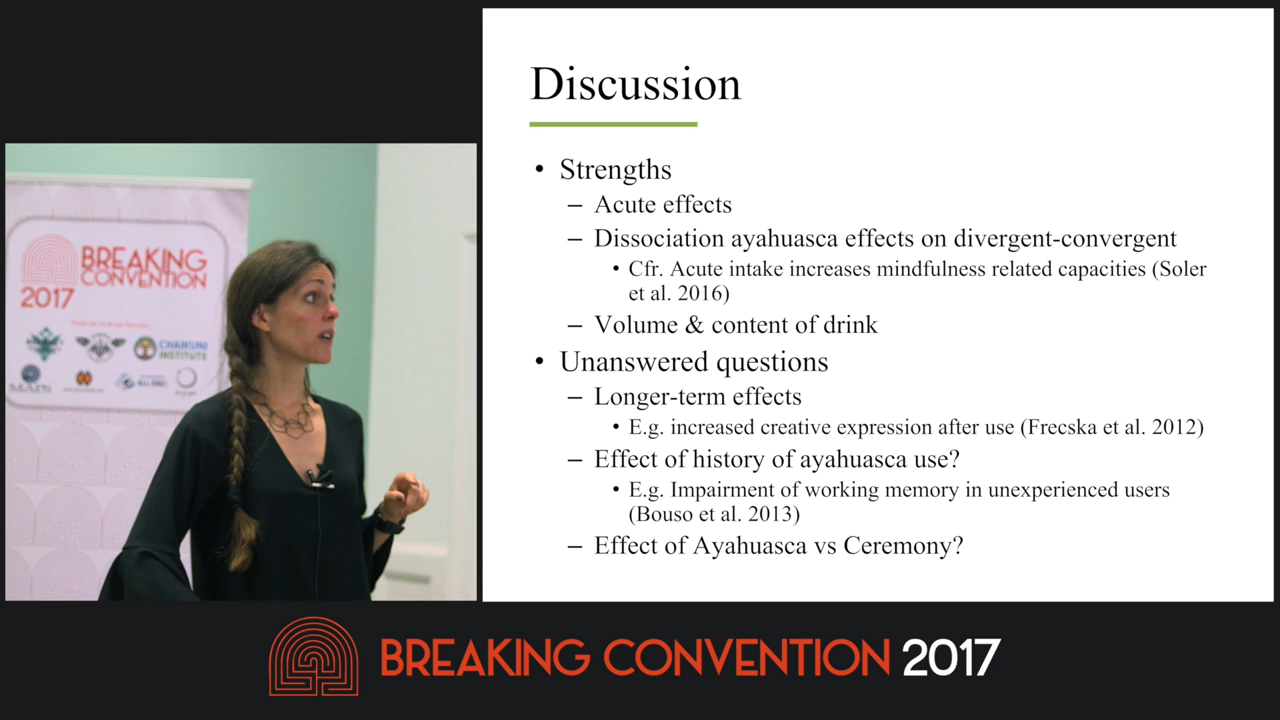 Discussion
• Strengths
– Acute effects
– Dissociation ayahuasca effects on divergent-convergent
• Cfr. Acute intake increases mindfulness related capacities (Soler
et al. 2016)
– Volume & content of drink
• Unanswered questions
– Longer-term effects
• E.g. increased creative expression after use (Frecska et al. 2012)
– Effect of history of ayahuasca use?
• E.g. Impairment of working memory in unexperienced users
(Bouso et al. 2013)
– Effect of Ayahuasca vs Ceremony?
BREAKING
CONVENTION
2017
CHACRUNI
INSTITUTE
BREAKING CONVENTION 2017